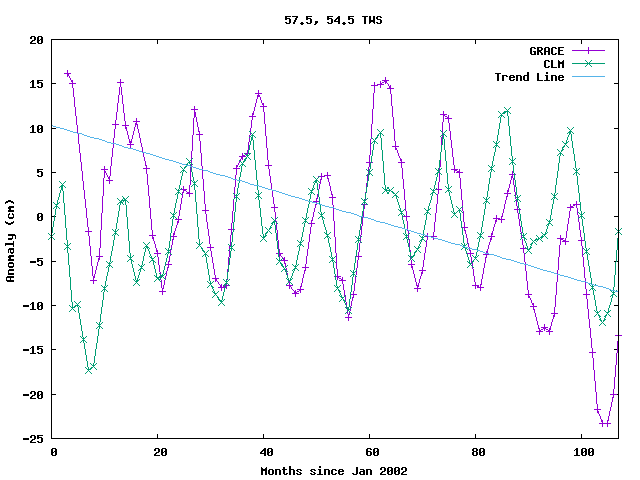 57.5, 54.5 TWS
GRACE
CLM
Trend Line
20
15
10
5
0
-5
-10
-15
-20
-25
Anomaly (cm)
0 20 40 60 80 100
Months since Jan 2002